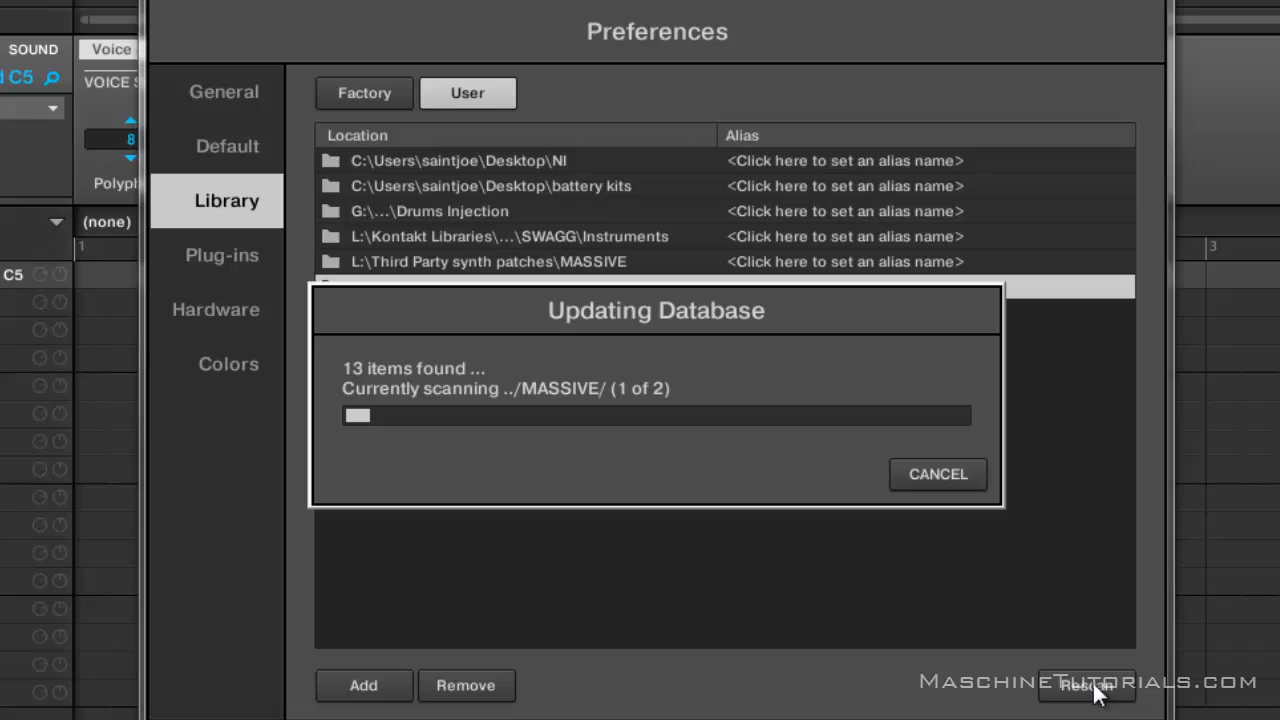 Preferences
SOUND
Voice
C5
VOICE S
8
Polyph
(none)
1
3
C5
General
Default
Library
Plug-ins
Hardware
Colors
Factory
User
Location
Alias
C:\Users\saintjoe\Desktop\NI
<Click here to set an alias name>
C:\Users\saintjoe\Desktop\battery kits
<Click here to set an alias name>
G:\...\Drums Injection
<Click here to set an alias name>
L:\Kontakt Libraries\...\SWAGG\Instruments
<Click here to set an alias name>
L:\Third Party synth patches\MASSIVE
<Click here to set an alias name>
Updating Database
13 items found ...
Currently scanning ../MASSIVE/ (1 of 2)
CANCEL
Add
Remove
Rescan
MASCHINETUTORIALS.COM